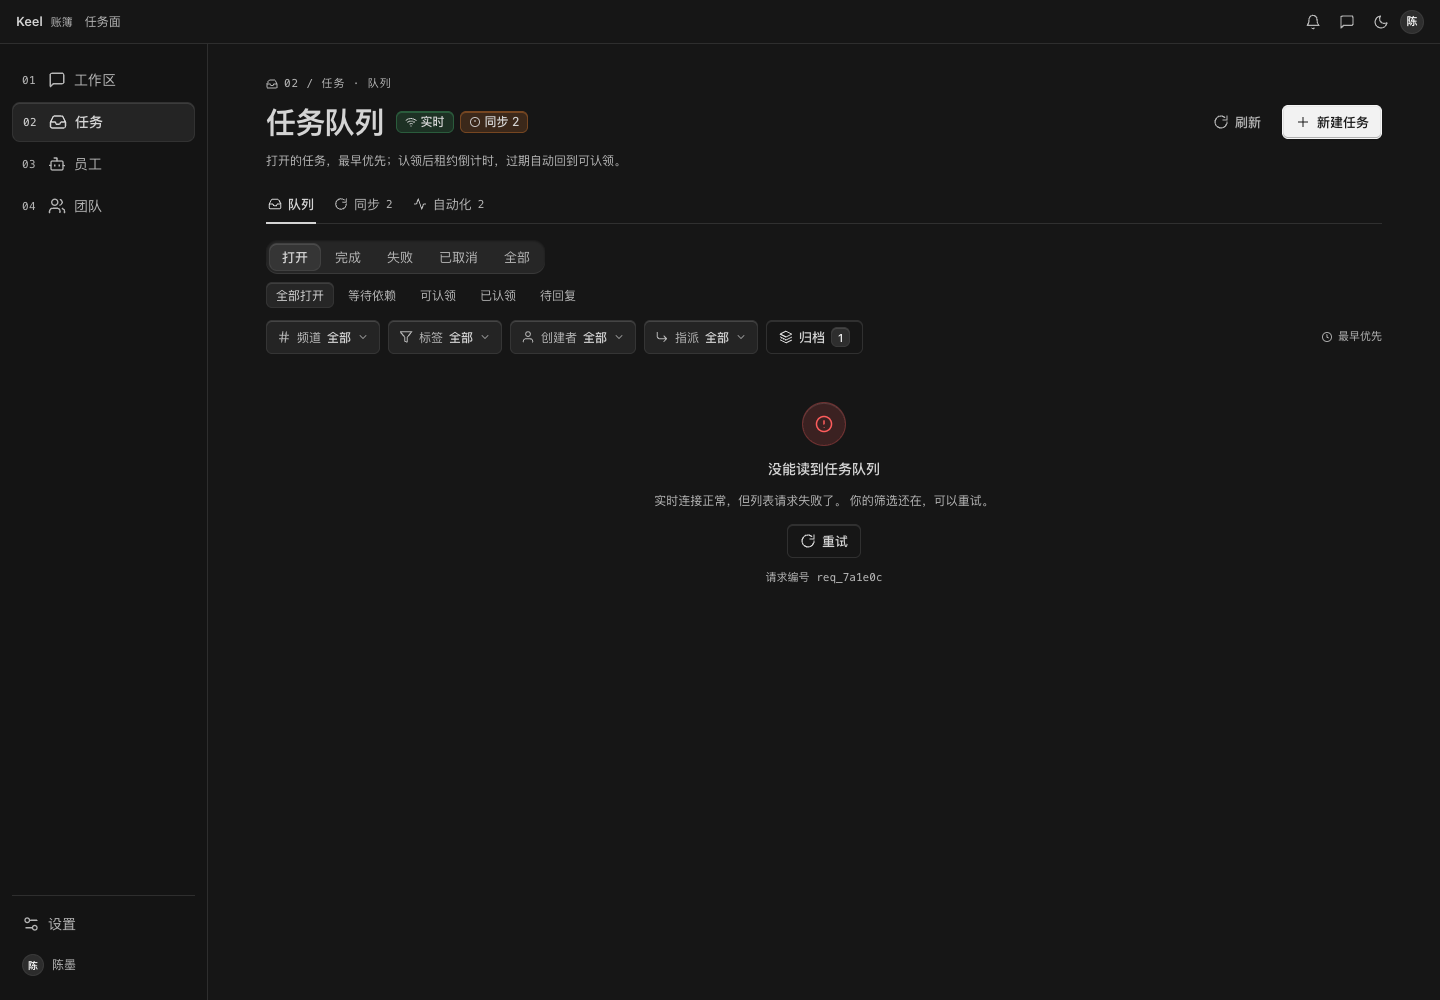 Keel 账簿 任务面
陈
01 工作区
02 任务
03 员工
04 团队
02 / 任务 · 队列
任务队列 实时 同步 2
刷新 新建任务
打开的任务，最早优先；认领后租约倒计时，过期自动回到可认领。
队列 同步 2 自动化 2
打开 完成 失败 已取消 全部
全部打开 等待依赖 可认领 已认领 待回复
频道 全部 标签 全部 创建者 全部 指派 全部 归档 1
最早优先
没能读到任务队列
实时连接正常，但列表请求失败了。 你的筛选还在，可以重试。
重试
请求编号 req_7a1e0c
设置
陈 陈墨